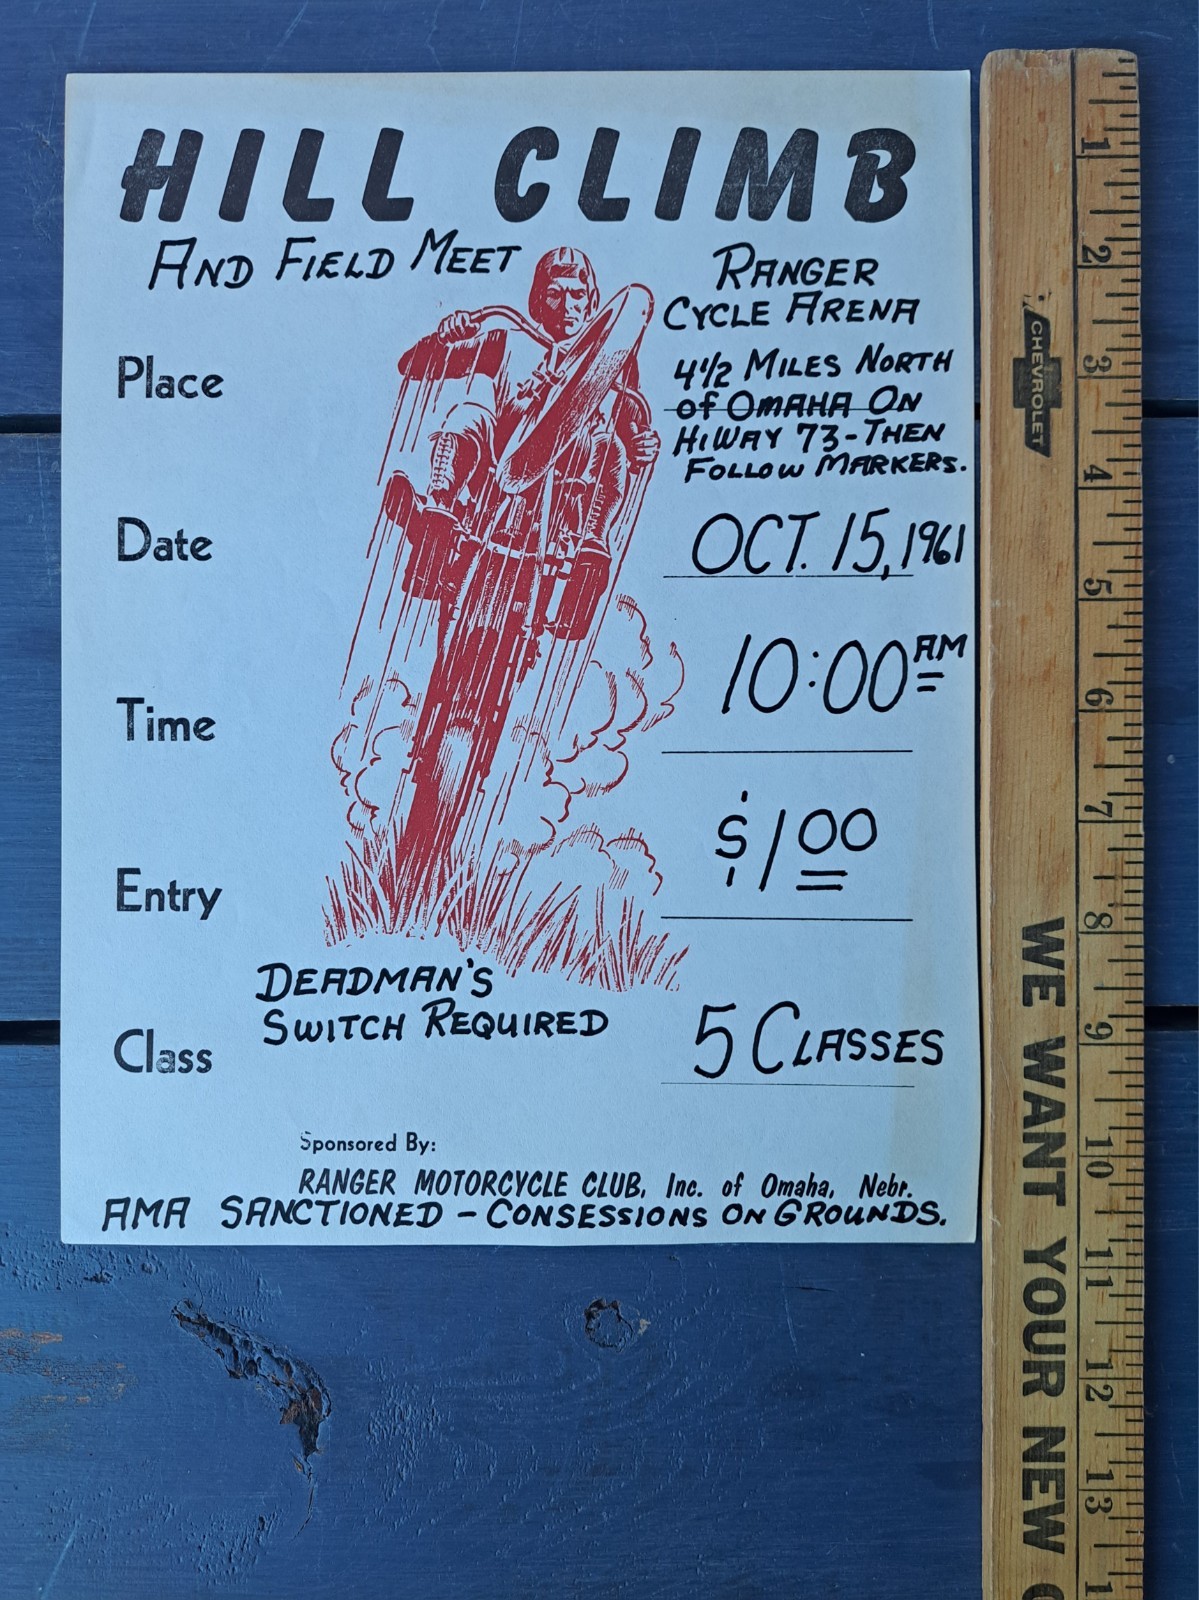 HILL CLIMB
AND FIELD MEET
RANGER
CYCLE ARENA
Place
4 1/2 MILES NORTH
of OMAHA ON
HIWAY 73-THEN
FOLLOW MARKERS.
Date
OCT. 15, 1961
Time
10:00 AM
Entry
$1 00
DEADMAN'S
SWITCH REQUIRED
Class
5 CLASSES
Sponsored By:
RANGER MOTORCYCLE CLUB, Inc. of Omaha, Nebr.
AMA SANCTIONED - CONSESSIONS ON GROUNDS.
CHEVROLET
WE WANT YOUR NEW
1
2
3
4
5
6
7
8
9
10
11
12
13